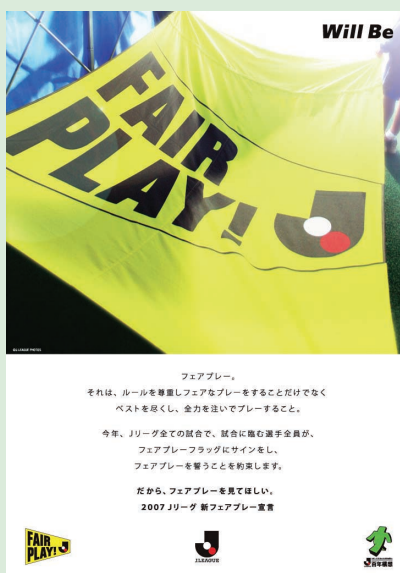 Will Be
FAIR
PLAY!
(C)J.LEAGUE PHOTOS
フェアプレー。
それは、ルールを尊重しフェアなプレーをすることだけでなく
ベストを尽くし、全力を注いでプレーすること。
今年、Jリーグ全ての試合で、試合に臨む選手全員が、
フェアプレーフラッグにサインをし、
フェアプレーを誓うことを約束します。
だから、フェアプレーを見てほしい。
2007 Jリーグ 新フェアプレー宣言
FAIR
PLAY!
J.LEAGUE
Jリーグ百年構想